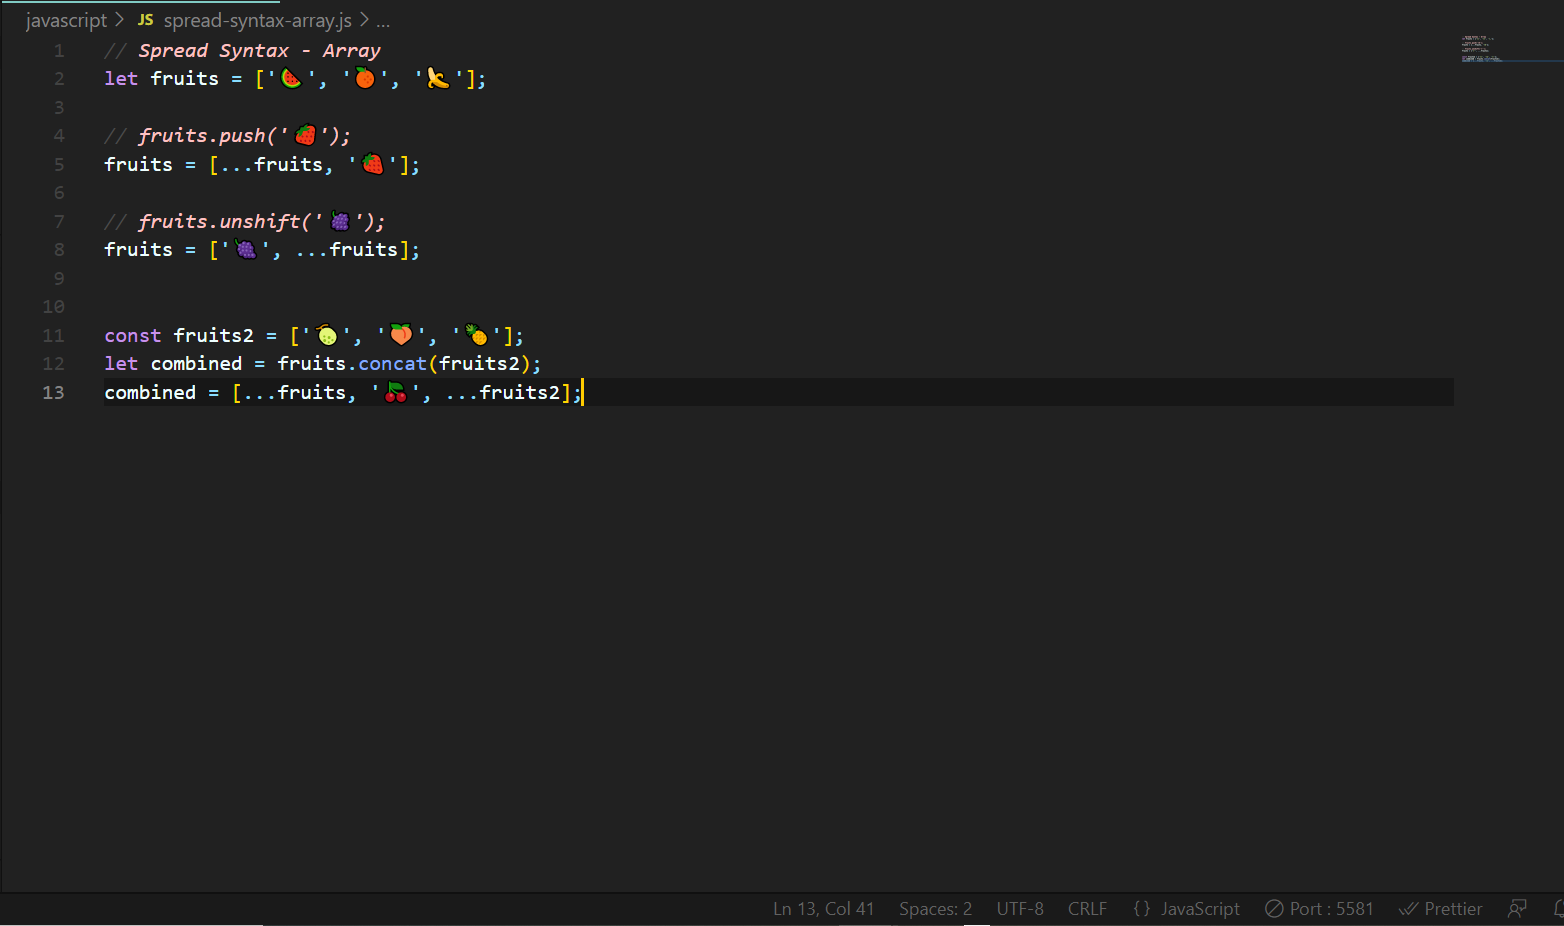 javascript > JS spread-syntax-array.js > ...
1 // Spread Syntax - Array
2 let fruits = ['🍉', '🍊', '🍌'];
3
4 // fruits.push('🍓');
5 fruits = [...fruits, '🍓'];
6
7 // fruits.unshift('🍇');
8 fruits = ['🍇', ...fruits];
9
10
11 const fruits2 = ['🍈', '🍑', '🍍'];
12 let combined = fruits.concat(fruits2);
13 combined = [...fruits, '🍒', ...fruits2];
Ln 13, Col 41 Spaces: 2 UTF-8 CRLF {} JavaScript Port : 5581 Prettier